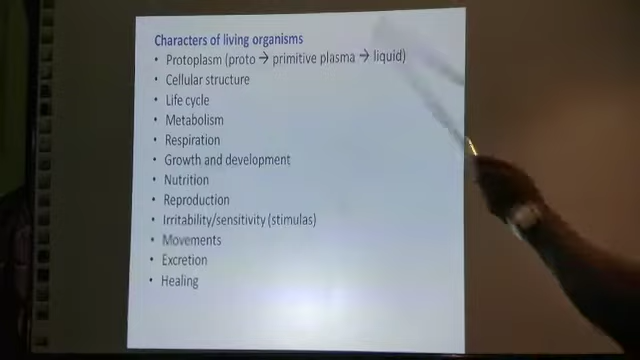 Characters of living organisms
• Protoplasm (proto → primitive plasma → liquid)
• Cellular structure
• Life cycle
• Metabolism
• Respiration
• Growth and development
• Nutrition
• Reproduction
• Irritability/sensitivity (stimulas)
• Movements
• Excretion
• Healing